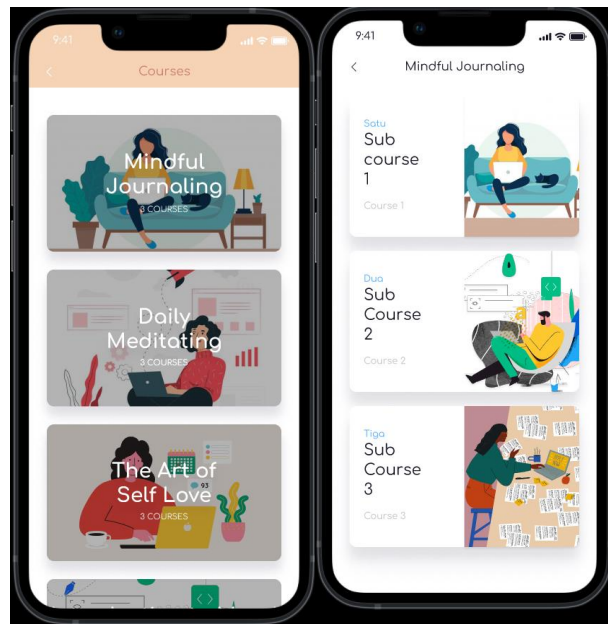 9:41
Courses
Mindful
Journaling
3 COURSES
Daily
Meditating
3 COURSES
The Art of
Self Love
3 COURSES
9:41
Mindful Journaling
Satu
Sub
course
1
Course 1
Dua
Sub
Course
2
Course 2
Tiga
Sub
Course
3
Course 3